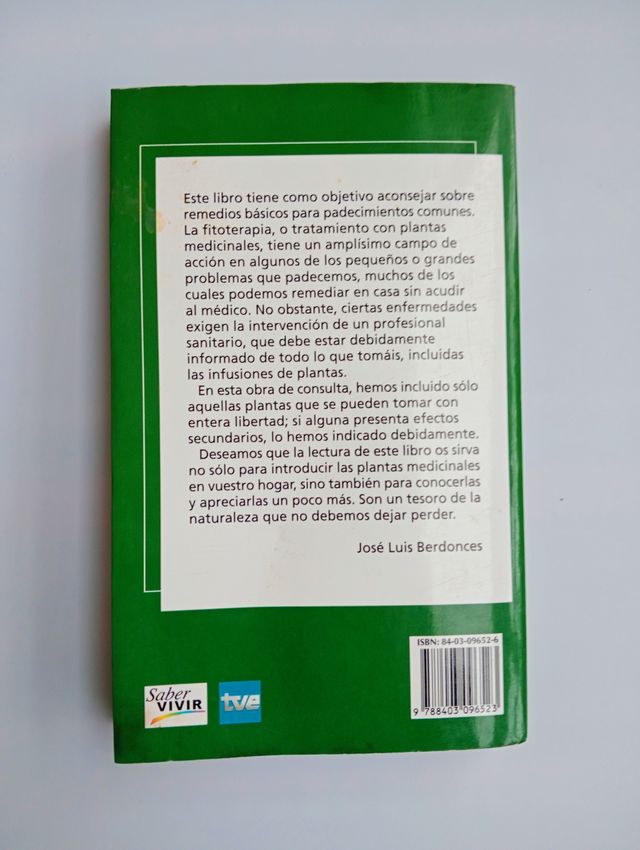 Este libro tiene como objetivo aconsejar sobre
remedios básicos para padecimientos comunes.
La fitoterapia, o tratamiento con plantas
medicinales, tiene un amplísimo campo de
acción en algunos de los pequeños o grandes
problemas que padecemos, muchos de los
cuales podemos remediar en casa sin acudir
al médico. No obstante, ciertas enfermedades
exigen la intervención de un profesional
sanitario, que debe estar debidamente
informado de todo lo que tomáis, incluidas
las infusiones de plantas.
En esta obra de consulta, hemos incluido sólo
aquellas plantas que se pueden tomar con
entera libertad; si alguna presenta efectos
secundarios, lo hemos indicado debidamente.
Deseamos que la lectura de este libro os sirva
no sólo para introducir las plantas medicinales
en vuestro hogar, sino también para conocerlas
y apreciarlas un poco más. Son un tesoro de la
naturaleza que no debemos dejar perder.
José Luis Berdonces
ISBN: 84-03-09652-6
9 788403 096523
Saber
VIVIR
tve